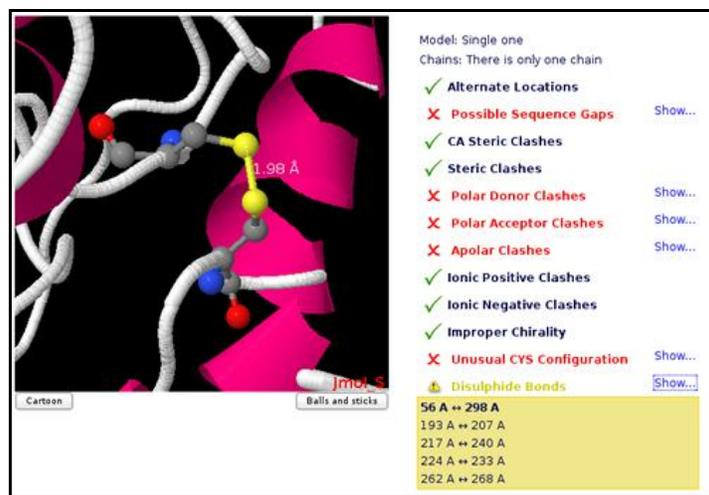 1.98 Å
Jmol_S
Cartoon
Balls and sticks
Model: Single one
Chains: There is only one chain
Alternate Locations
Possible Sequence Gaps Show...
CA Steric Clashes
Steric Clashes
Polar Donor Clashes Show...
Polar Acceptor Clashes Show...
Apolar Clashes Show...
Ionic Positive Clashes
Ionic Negative Clashes
Improper Chirality
Unusual CYS Configuration Show...
Disulphide Bonds Show...
56 A ↔ 298 A
193 A ↔ 207 A
217 A ↔ 240 A
224 A ↔ 233 A
262 A ↔ 268 A